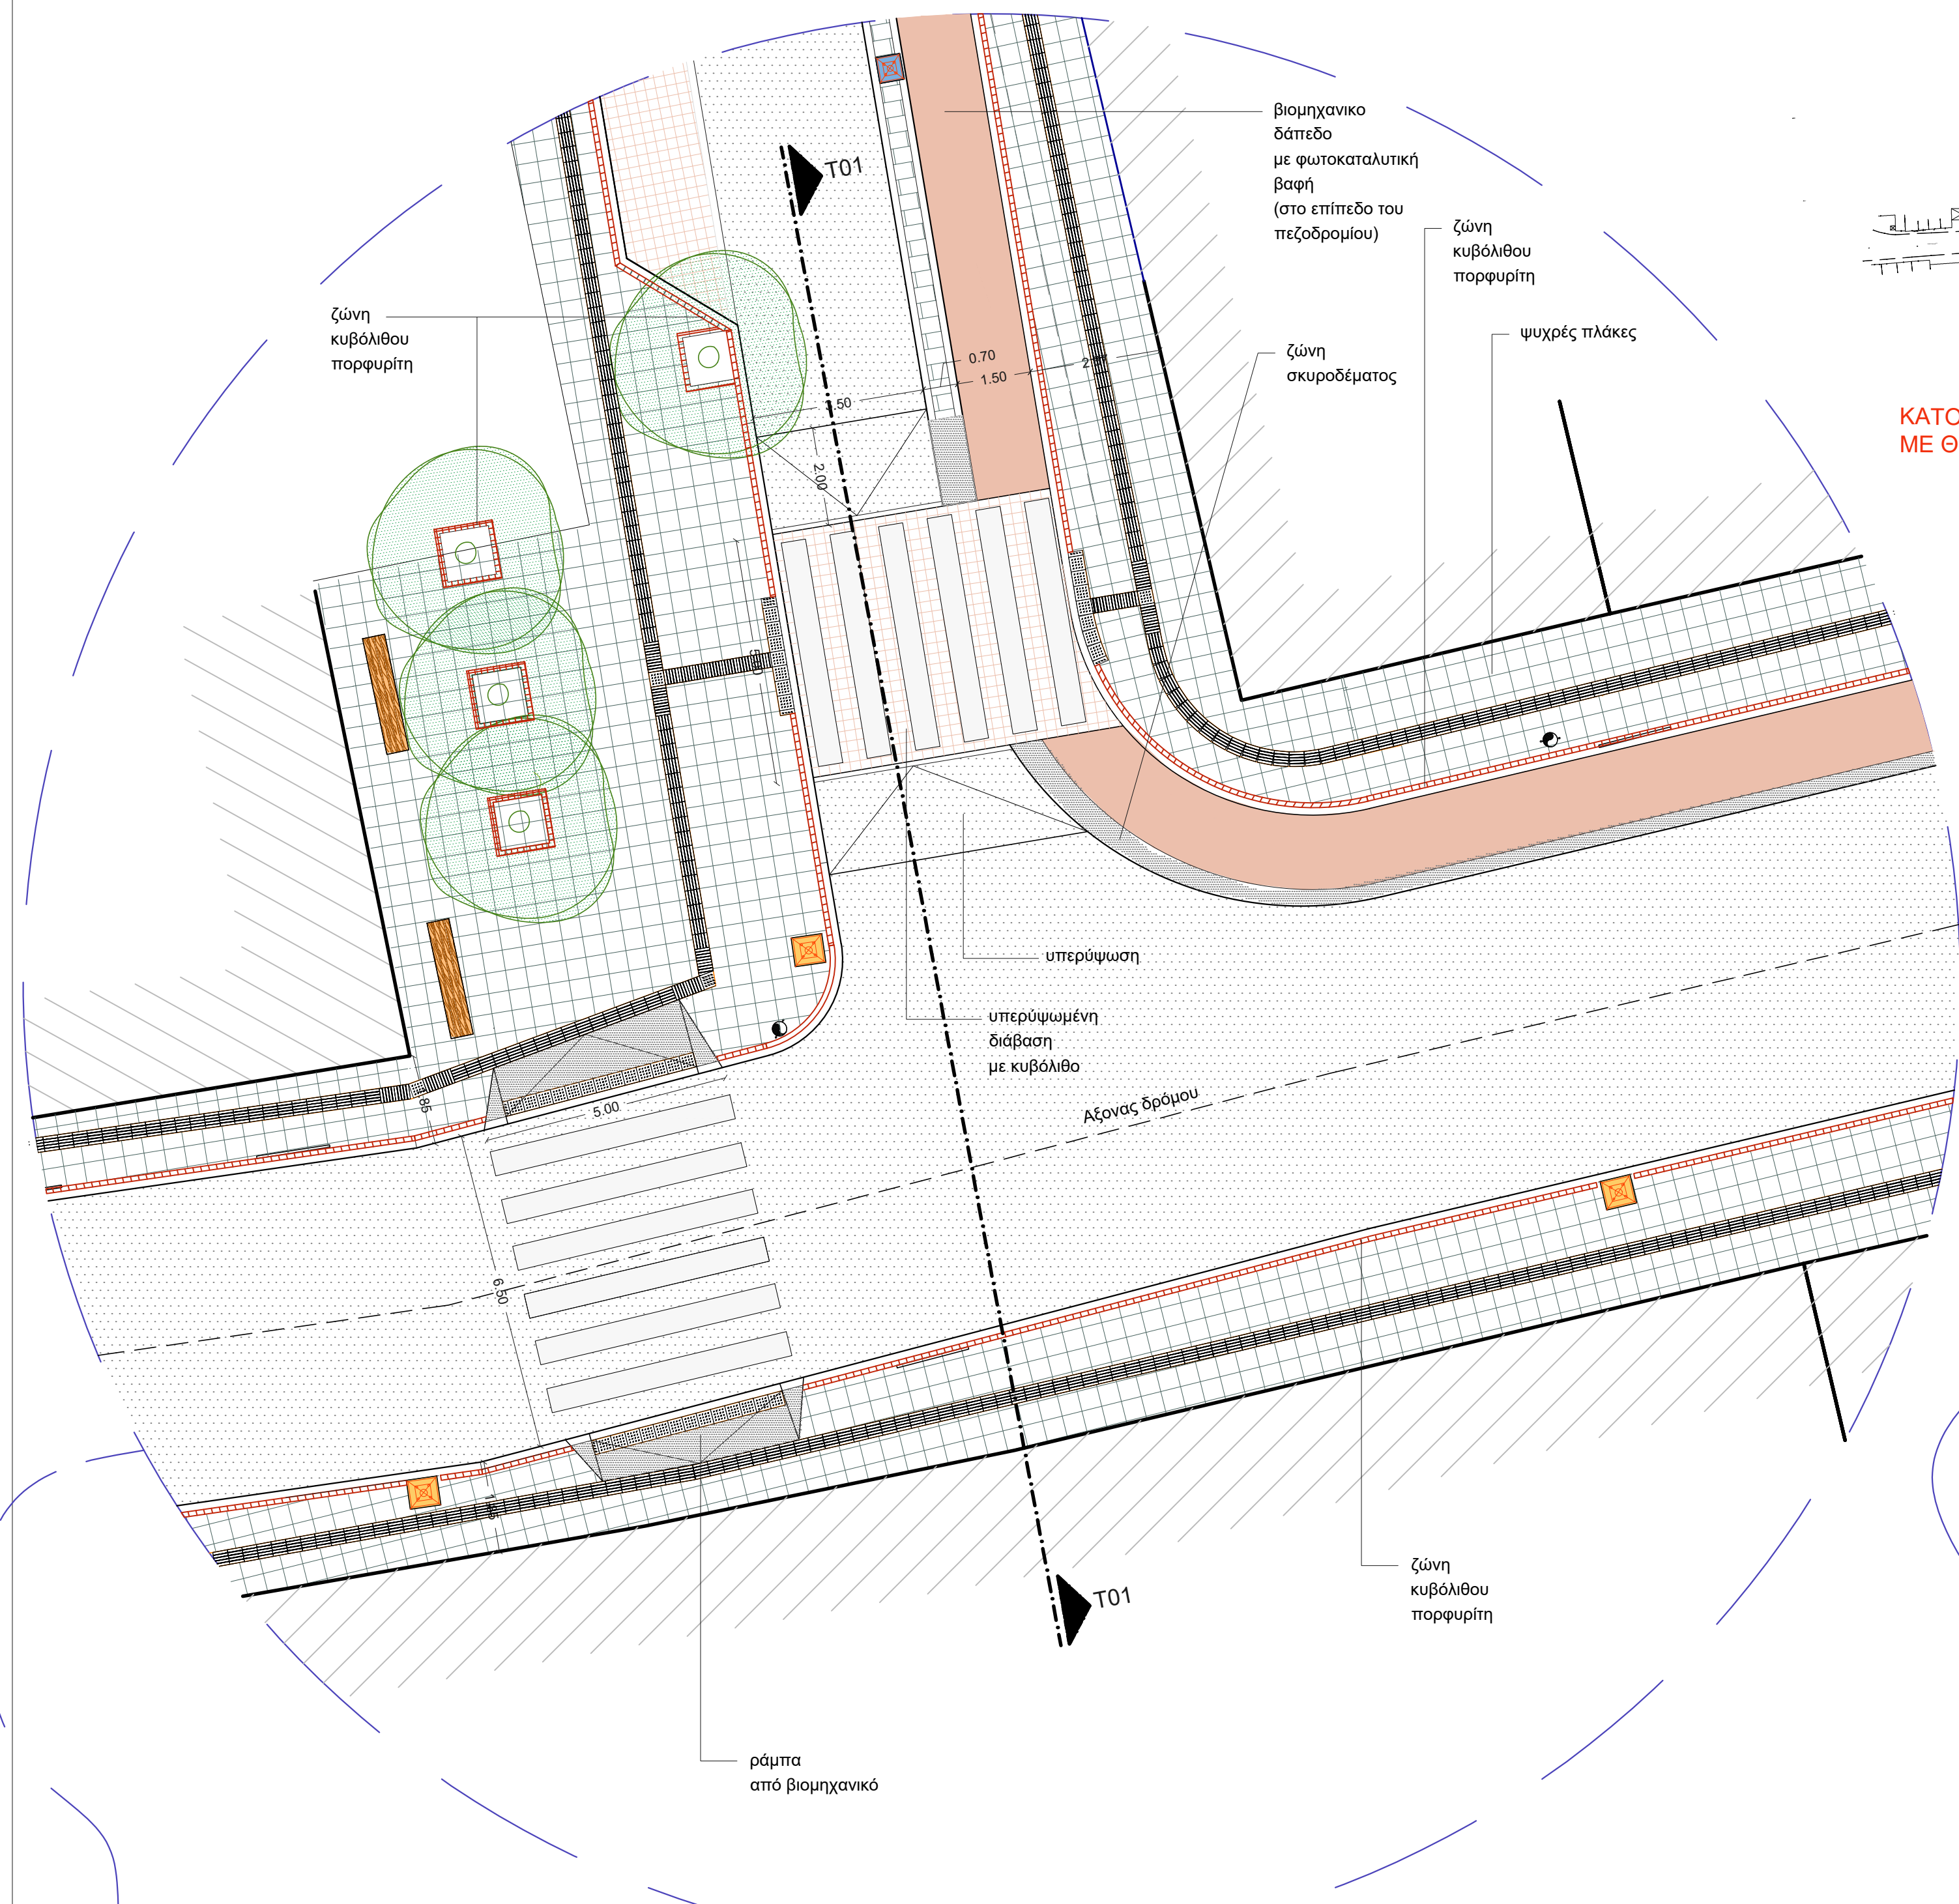 βιομηχανικο
δάπεδο
με φωτοκαταλυτική
βαφή
(στο επίπεδο του
πεζοδρομίου)
T01
ζώνη
κυβόλιθου
πορφυρίτη
ζώνη
κυβόλιθου
πορφυρίτη
ψυχρές πλάκες
ζώνη
σκυροδέματος
0.70
1.50
2.00
ΚΑΤΟ
ΜΕ Θ
υπερύψωση
υπερύψωμένη
διάβαση
με κυβόλιθο
Αξονας δρόμου
5.00
6.50
T01
ζώνη
κυβόλιθου
πορφυρίτη
ράμπα
από βιομηχανικό